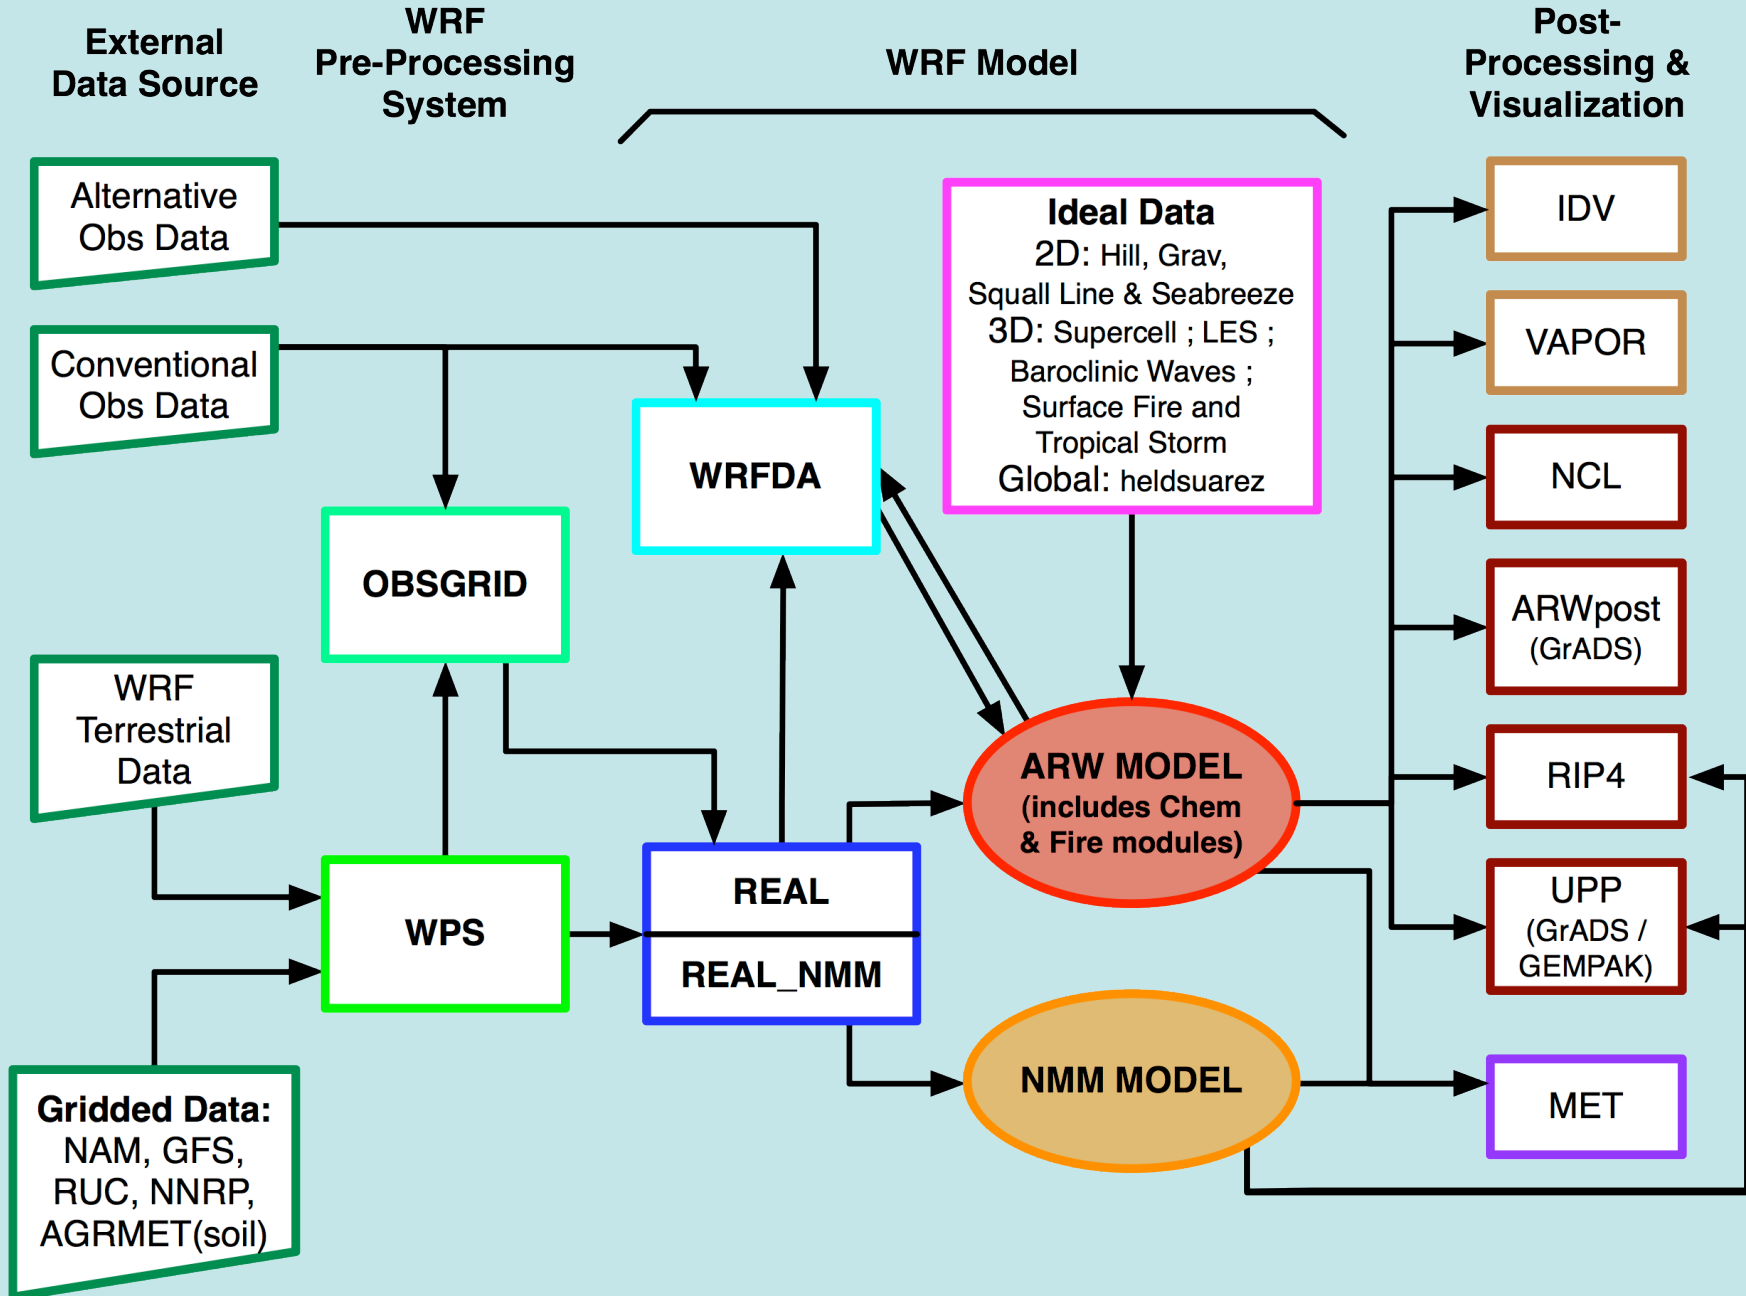 External
Data Source
WRF
Pre-Processing
System
WRF Model
Post-
Processing &
Visualization
Alternative
Obs Data
Conventional
Obs Data
WRF
Terrestrial
Data
Gridded Data:
NAM, GFS,
RUC, NNRP,
AGRMET(soil)
OBSGRID
WPS
WRFDA
REAL
REAL_NMM
Ideal Data
2D: Hill, Grav,
Squall Line & Seabreeze
3D: Supercell ; LES ;
Baroclinic Waves ;
Surface Fire and
Tropical Storm
Global: heldsuarez
ARW MODEL
(includes Chem
& Fire modules)
NMM MODEL
IDV
VAPOR
NCL
ARWpost
(GrADS)
RIP4
UPP
(GrADS /
GEMPAK)
MET